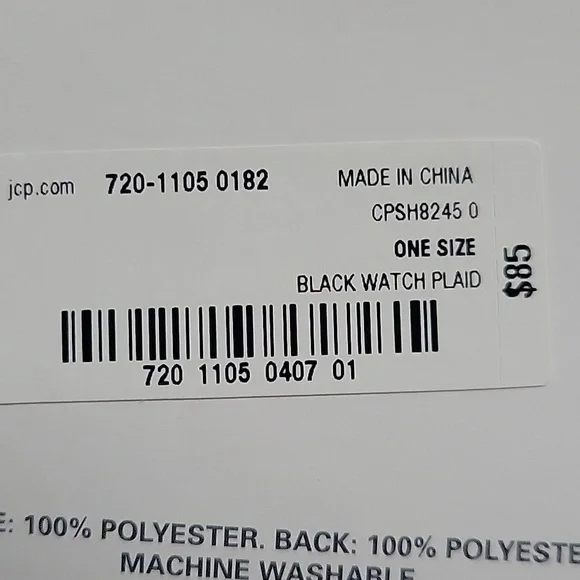 jcp.com 720-1105 0182 MADE IN CHINA
CPSH8245 0
ONE SIZE
BLACK WATCH PLAID
$85
720 1105 0407 01
100% POLYESTER. BACK: 100% POLYESTE
MACHINE WASHABLE